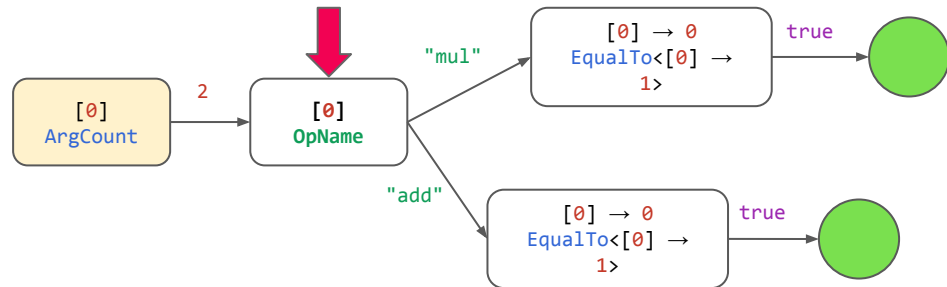 [0]
ArgCount
2
[0]
OpName
"mul"
[0] → 0
EqualTo<[0] →
1>
true
"add"
[0] → 0
EqualTo<[0] →
1>
true